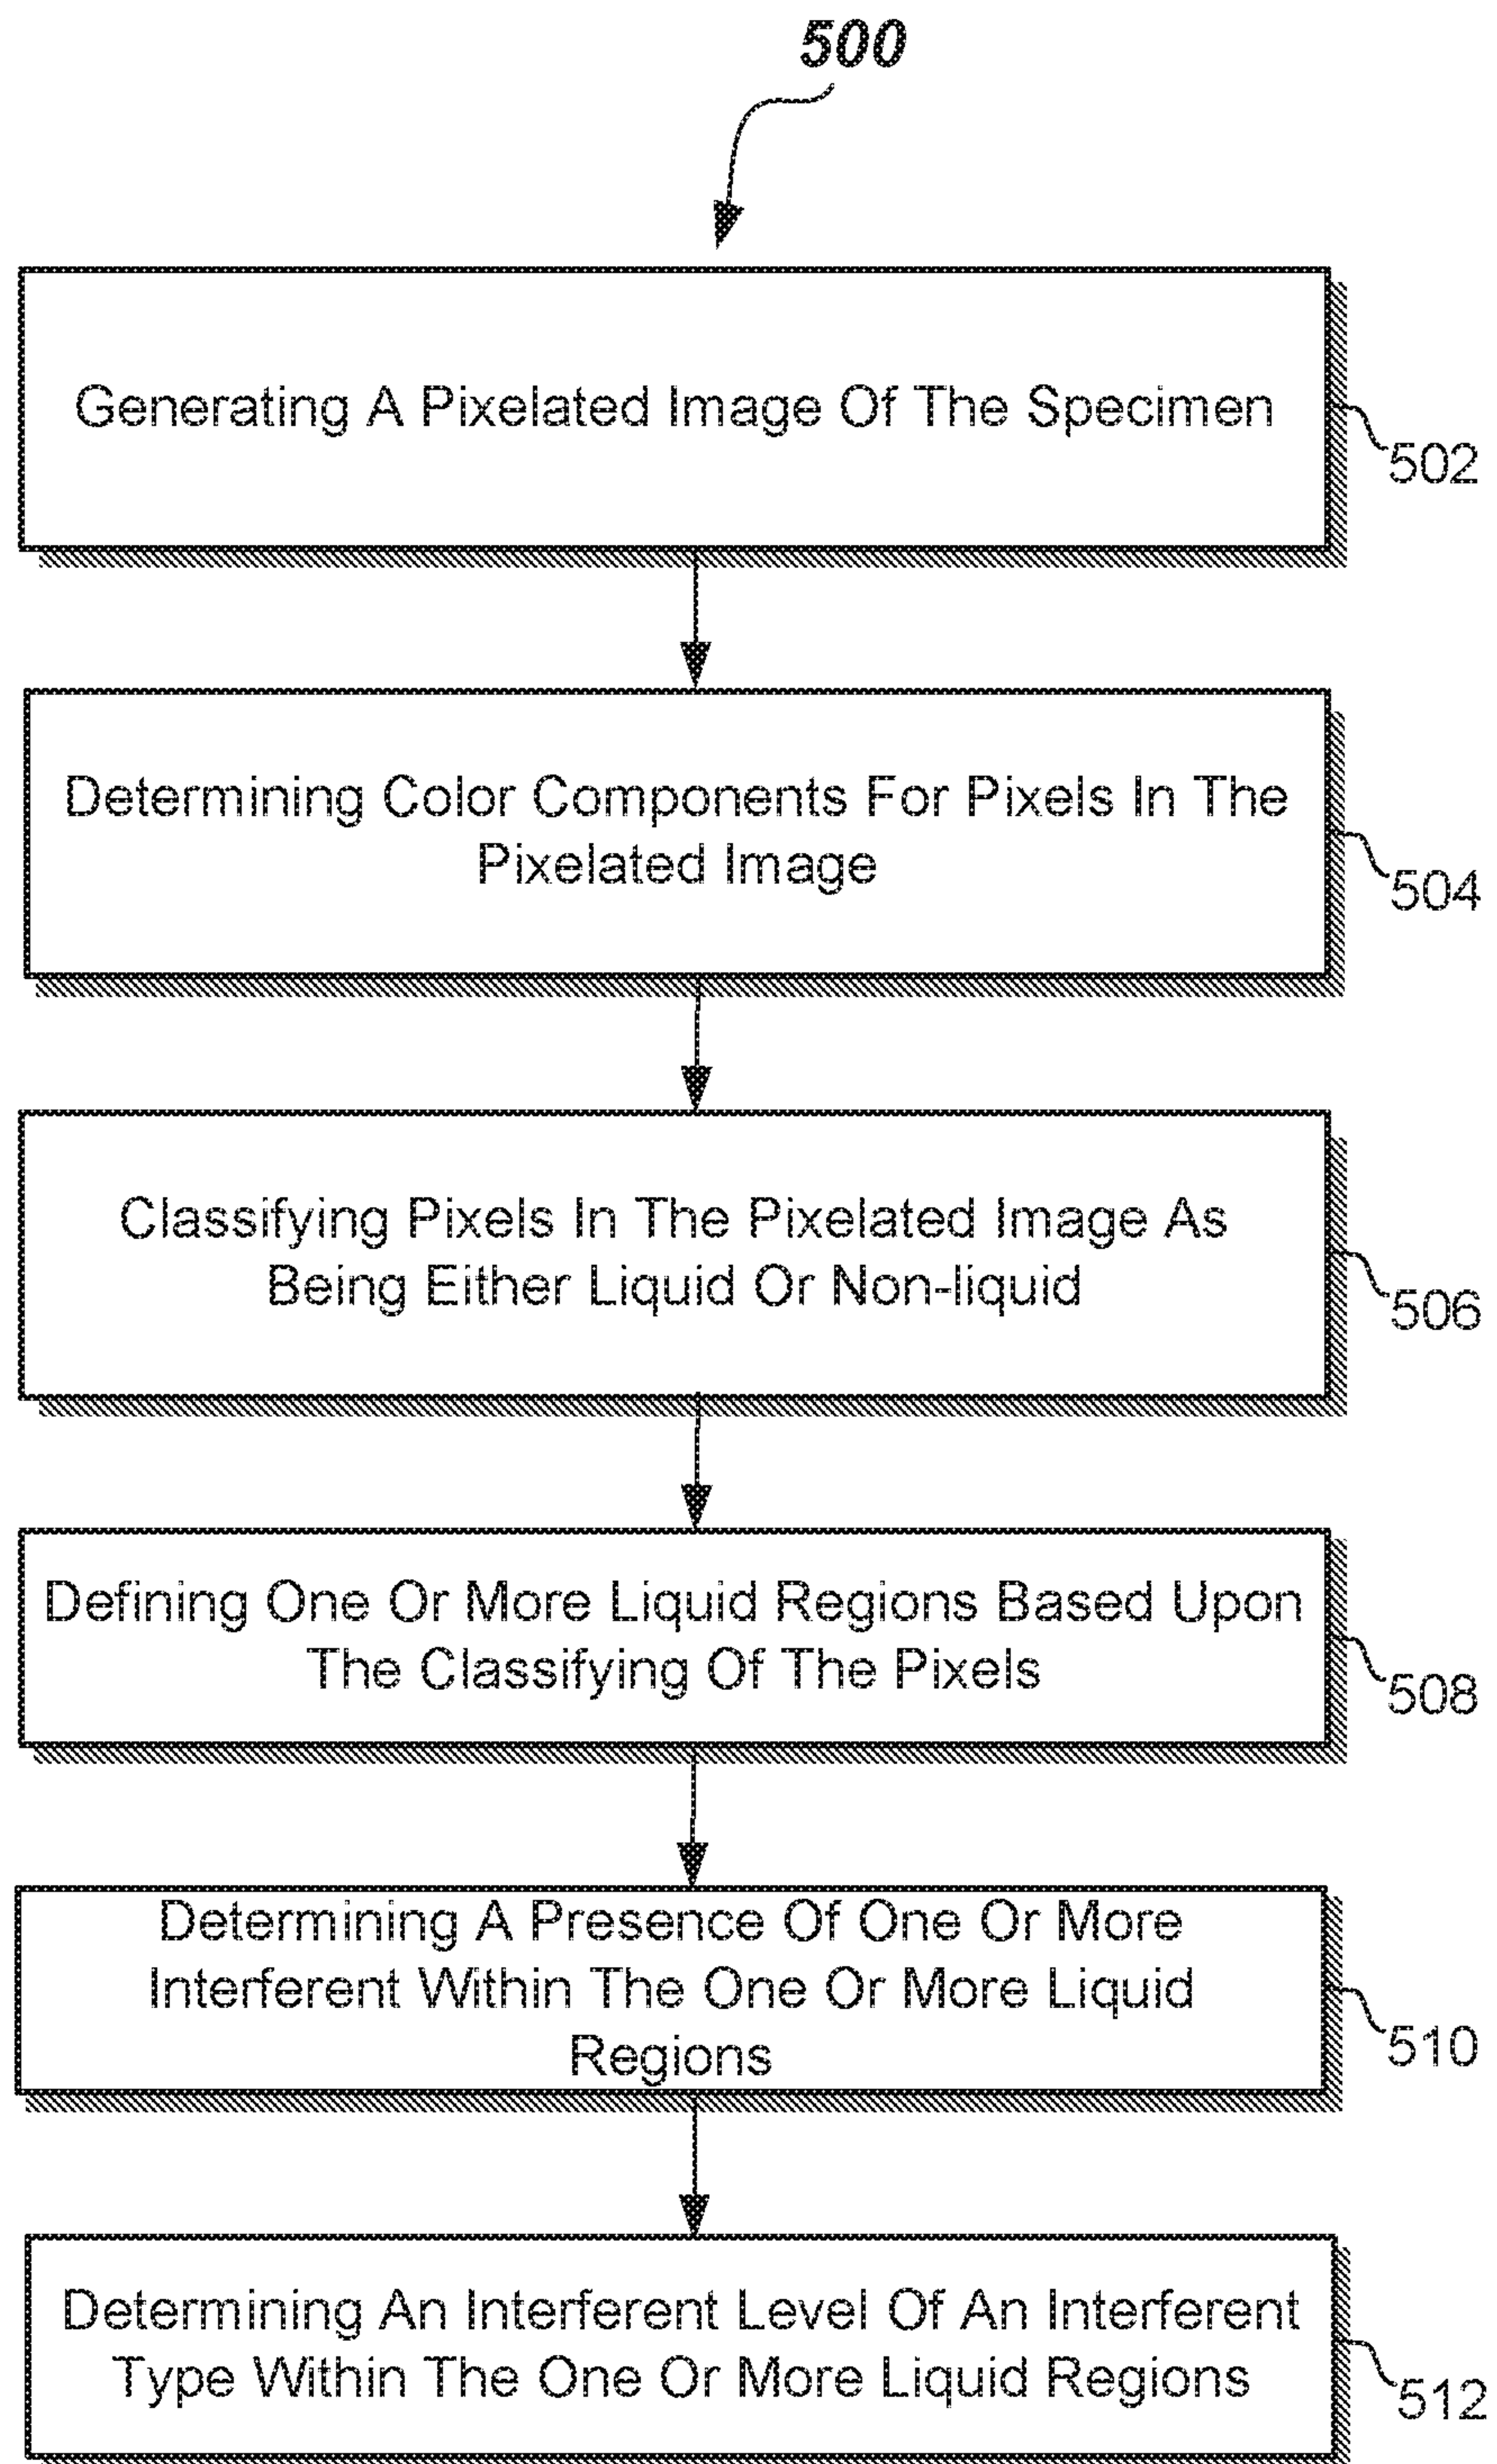 500
Generating A Pixelated Image Of The Specimen
502
Determining Color Components For Pixels In The
Pixelated Image
504
Classifying Pixels In The Pixelated Image As
Being Either Liquid Or Non-liquid
506
Defining One Or More Liquid Regions Based Upon
The Classifying Of The Pixels
508
Determining A Presence Of One Or More
Interferent Within The One Or More Liquid
Regions
510
Determining An Interferent Level Of An Interferent
Type Within The One Or More Liquid Regions
512